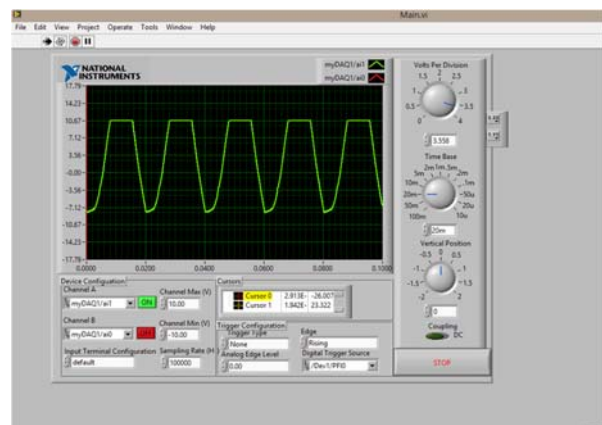 Main.vi
File Edit View Project Operate Tools Window Help
NATIONAL
INSTRUMENTS
myDAQ1/ai1
myDAQ1/ai0
17.79
14.23
10.67
7.12
3.56
-0.00
-3.56
-7.12
-10.67
-14.23
-17.79
0.0000 0.0200 0.0400 0.0600 0.0800 0.1000
Volts Per Division
0 0.5 1 1.5 2 2.5 3 3.5 4
3.558
Time Base
100m 50m 20m 10m 5m 2m 1m .5m .2m .1m 50u 20u 10u
20m
Vertical Position
-2 -1.5 -1 -0.5 0 0.5 1 1.5 2
0
Coupling
DC
STOP
Device Configuation
Channel A
myDAQ1/ai1
ON
Channel Max (V)
10.00
Channel B
myDAQ1/ai0
Channel Min (V)
-10.00
Input Terminal Configuration
default
Sampling Rate (H
100000
Cursors:
Cursor 0 2.913E- -26.007
Cursor 1 1.942E- 23.322
Trigger Configuration
Trigger Type
None
Edge
Rising
Analog Edge Level
0.00
Digital Trigger Source
/Dev1/PFI0